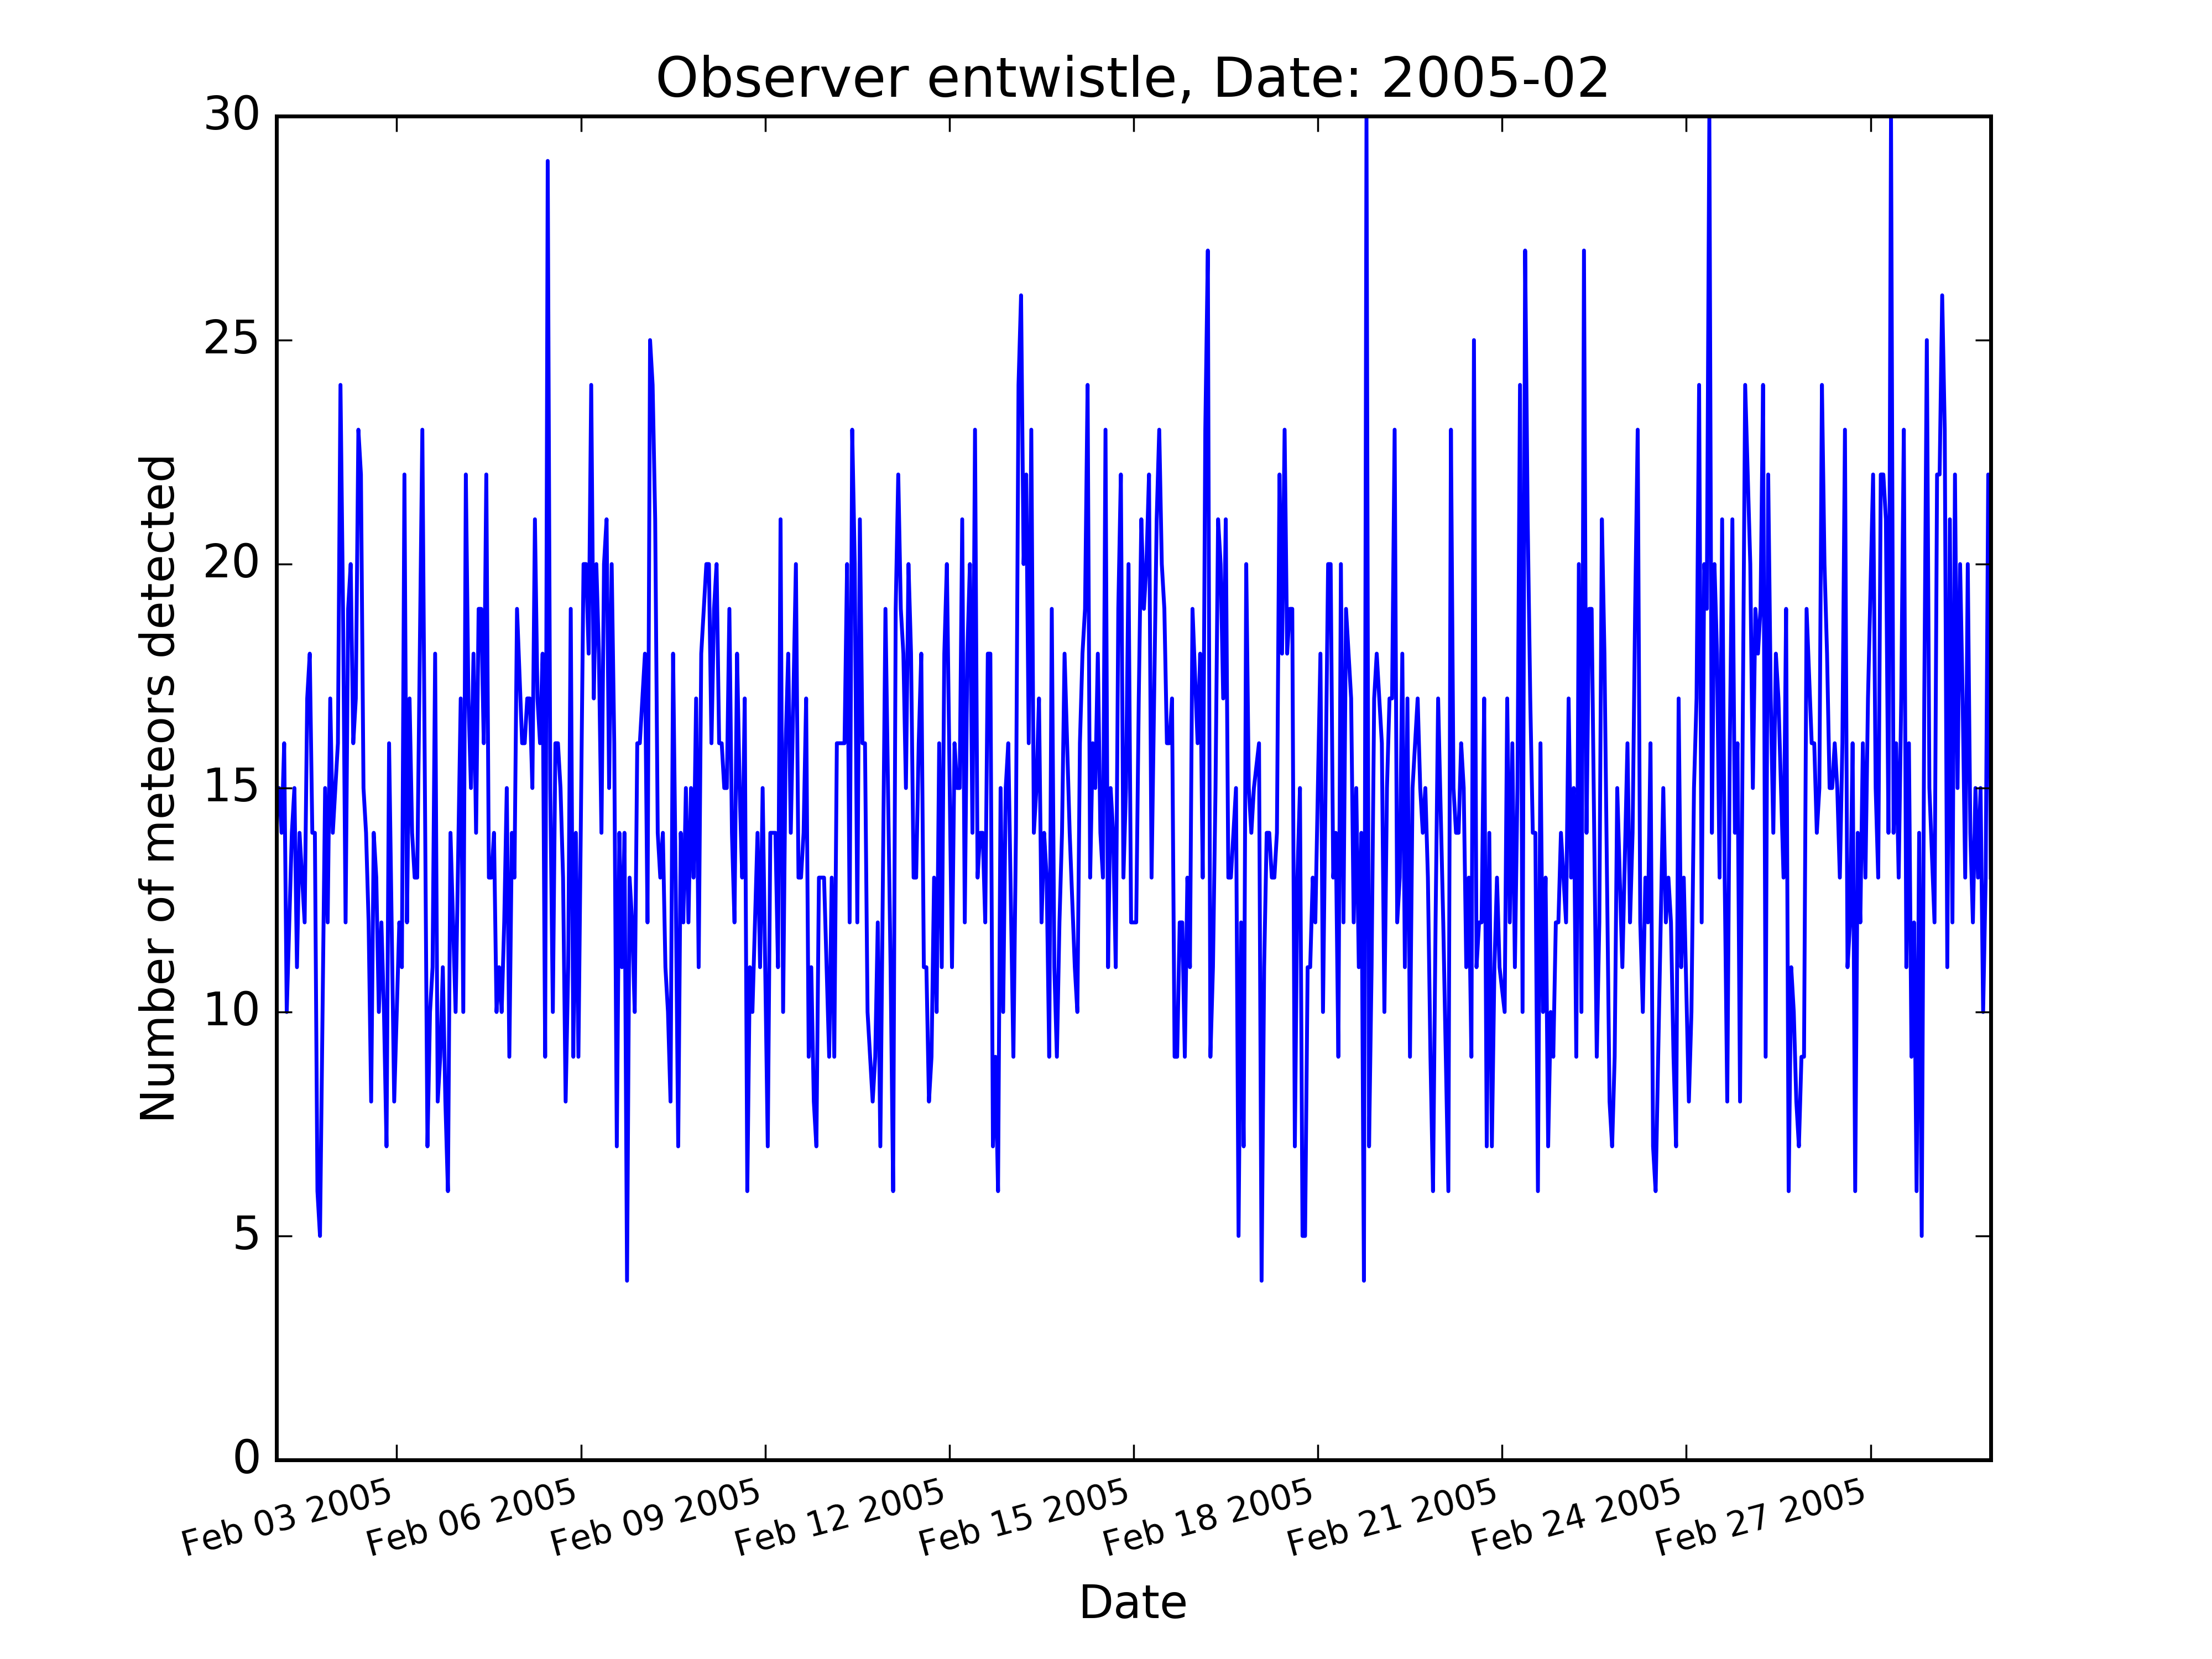 Observer entwistle, Date: 2005-02
Number of meteors detected
30
25
20
15
10
5
0
Feb 03 2005
Feb 06 2005
Feb 09 2005
Feb 12 2005
Feb 15 2005
Feb 18 2005
Feb 21 2005
Feb 24 2005
Feb 27 2005
Date